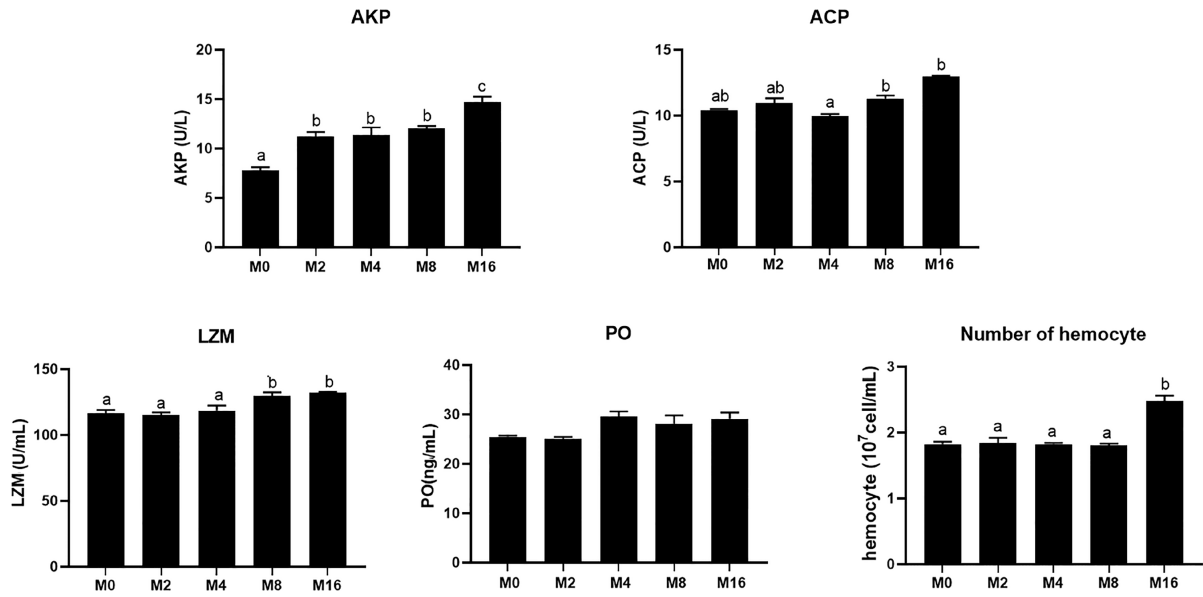 AKP
ACP
20
15
10
5
0
AKP (U/L)
a
b
b
b
c
M0
M2
M4
M8
M16
15
10
5
0
ACP (U/L)
ab
ab
a
b
b
M0
M2
M4
M8
M16
LZM
PO
Number of hemocyte
150
100
50
0
LZM (U/mL)
a
a
a
b
b
M0
M2
M4
M8
M16
40
30
20
10
0
PO(ng/mL)
M0
M2
M4
M8
M16
3
2
1
0
hemocyte (10⁷cell/mL)
a
a
a
a
b
M0
M2
M4
M8
M16